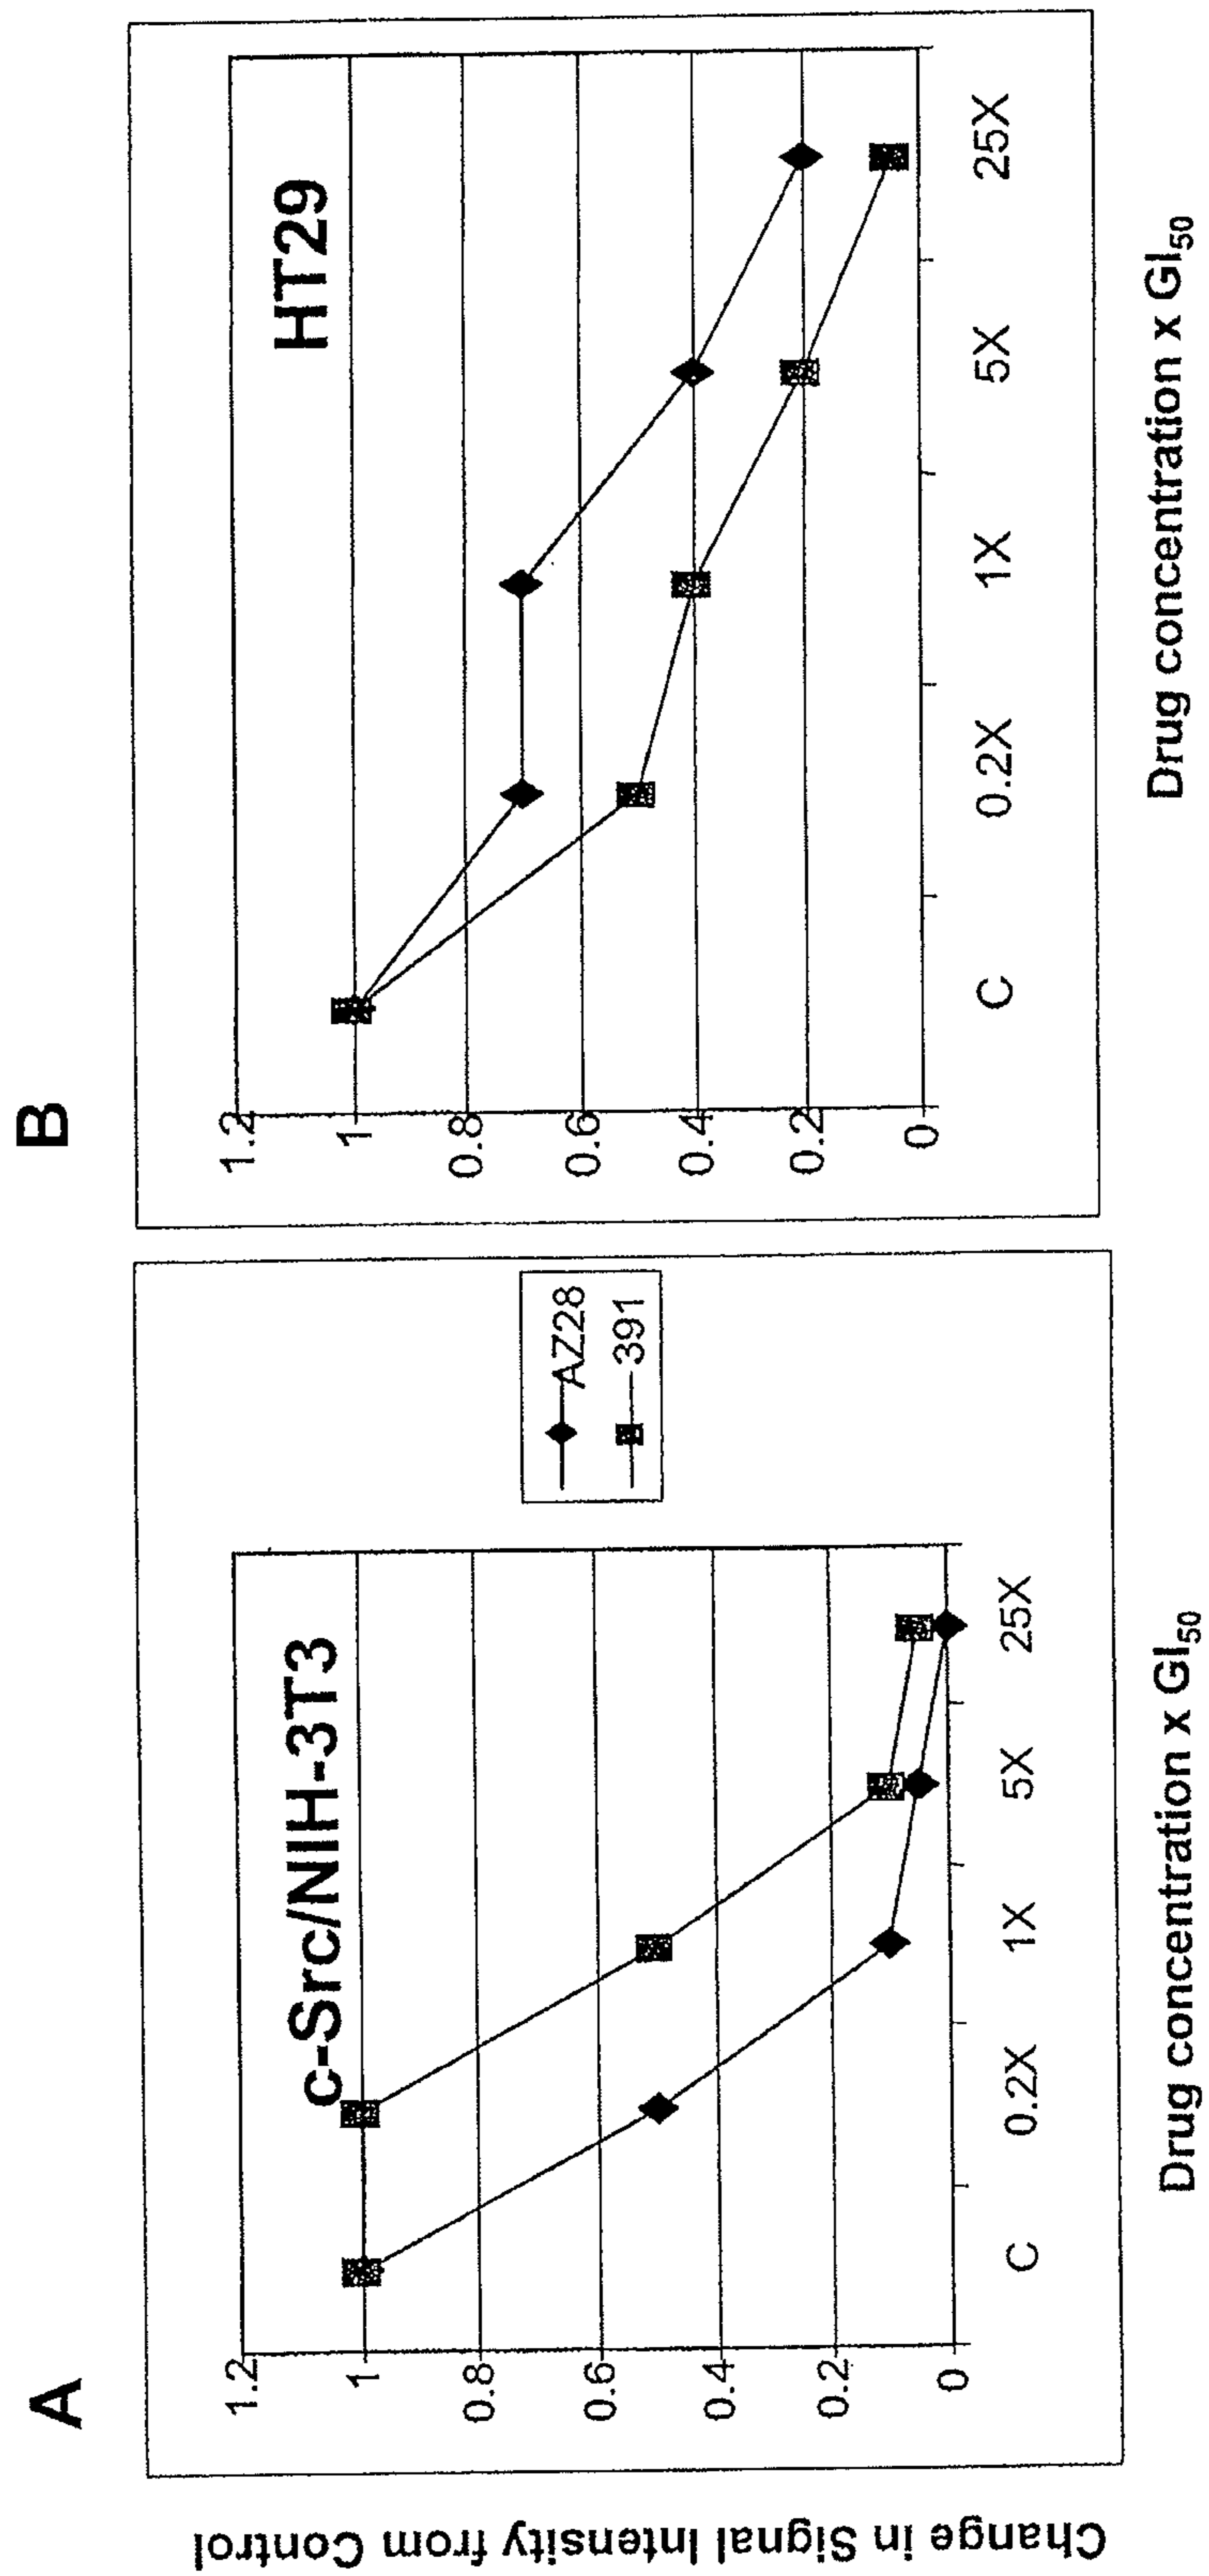 A
c-Src/NIH-3T3
1.2
1
0.8
0.6
0.4
0.2
0
C 0.2X 1X 5X 25X
AZ28
391
Change in Signal Intensity from Control
Drug concentration x GI₅₀
B
HT29
1.2
1
0.8
0.6
0.4
0.2
0
C 0.2X 1X 5X 25X
Drug concentration x GI₅₀